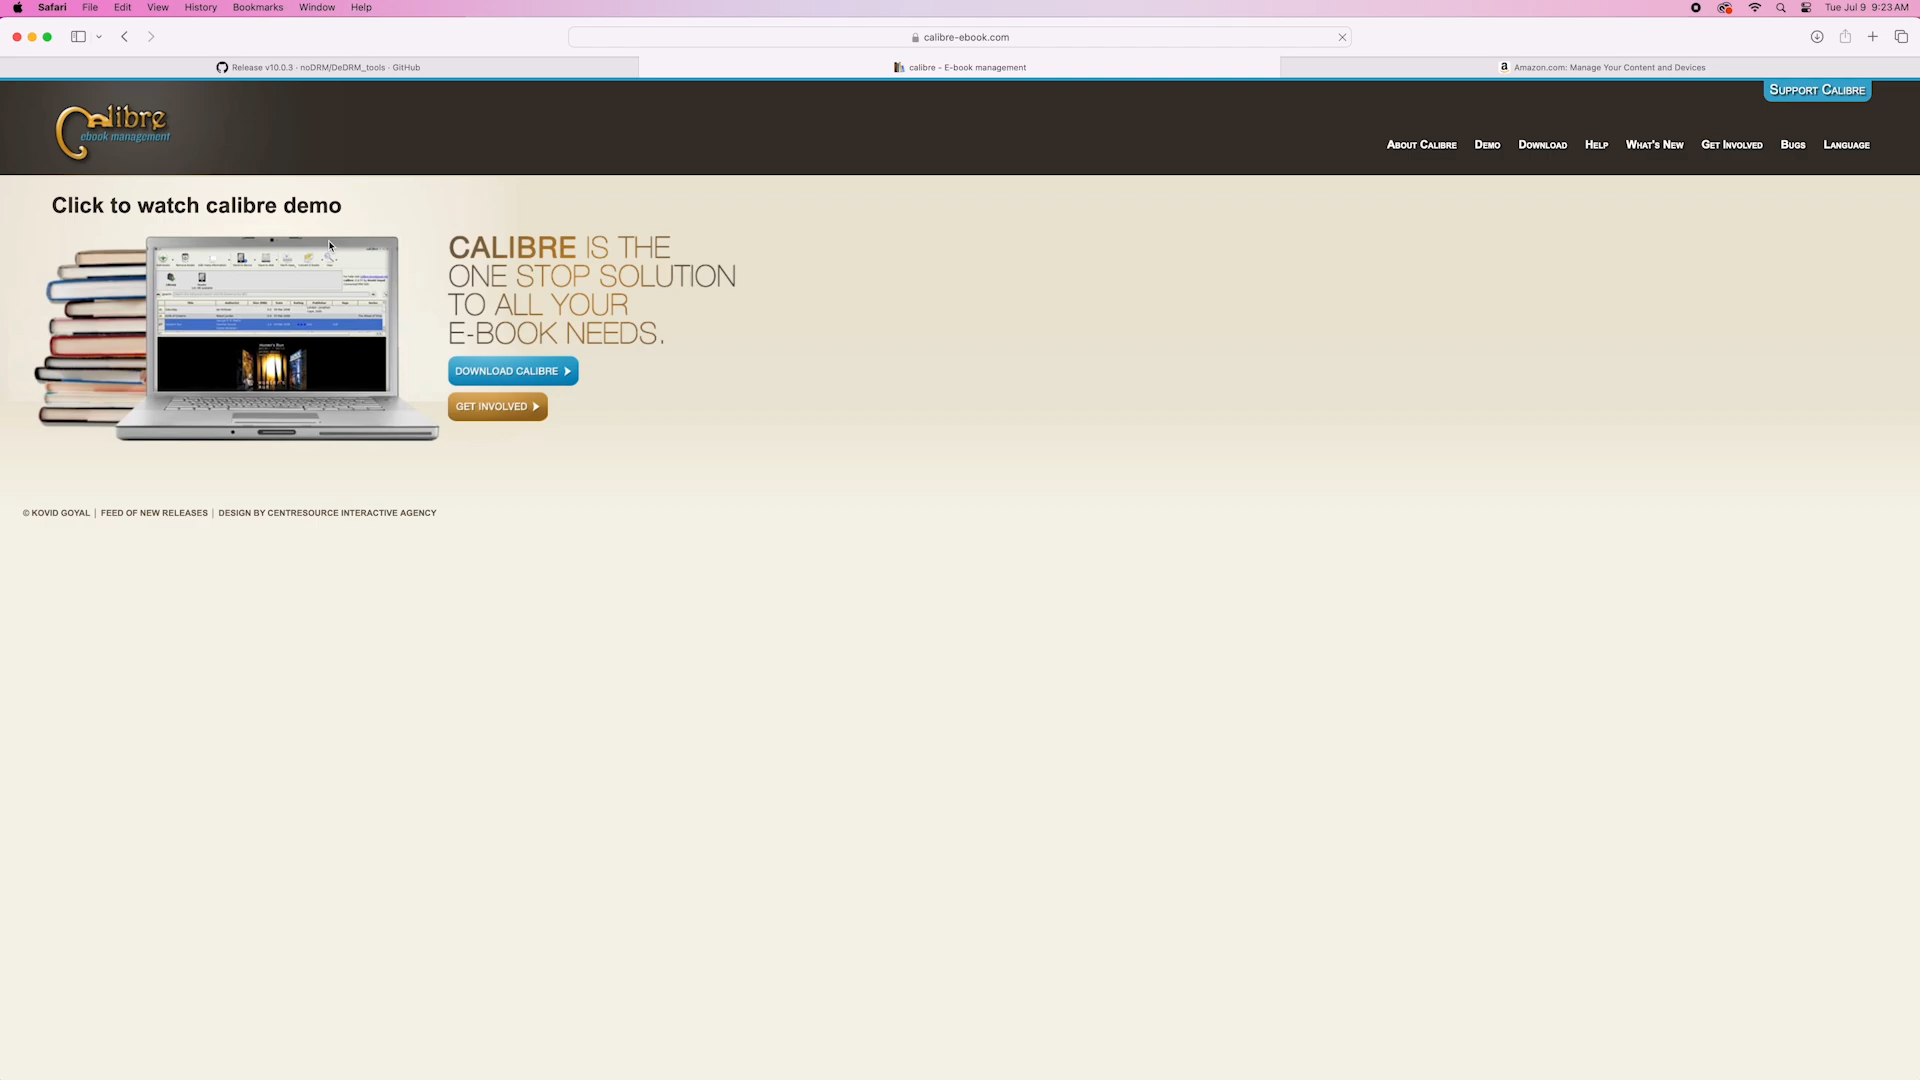 Safari File Edit View History Bookmarks Window Help Tue Jul 9 9:23 AM
calibre-ebook.com
Release v10.0.3 · noDRM/DeDRM_tools · GitHub
calibre - E-book management
Amazon.com: Manage Your Content and Devices
Support Calibre
Calibre
ebook management
About Calibre Demo Download Help What's New Get Involved Bugs Language
Click to watch calibre demo
CALIBRE IS THE
ONE STOP SOLUTION
TO ALL YOUR
E-BOOK NEEDS.
DOWNLOAD CALIBRE
GET INVOLVED
© KOVID GOYAL | FEED OF NEW RELEASES | DESIGN BY CENTRESOURCE INTERACTIVE AGENCY